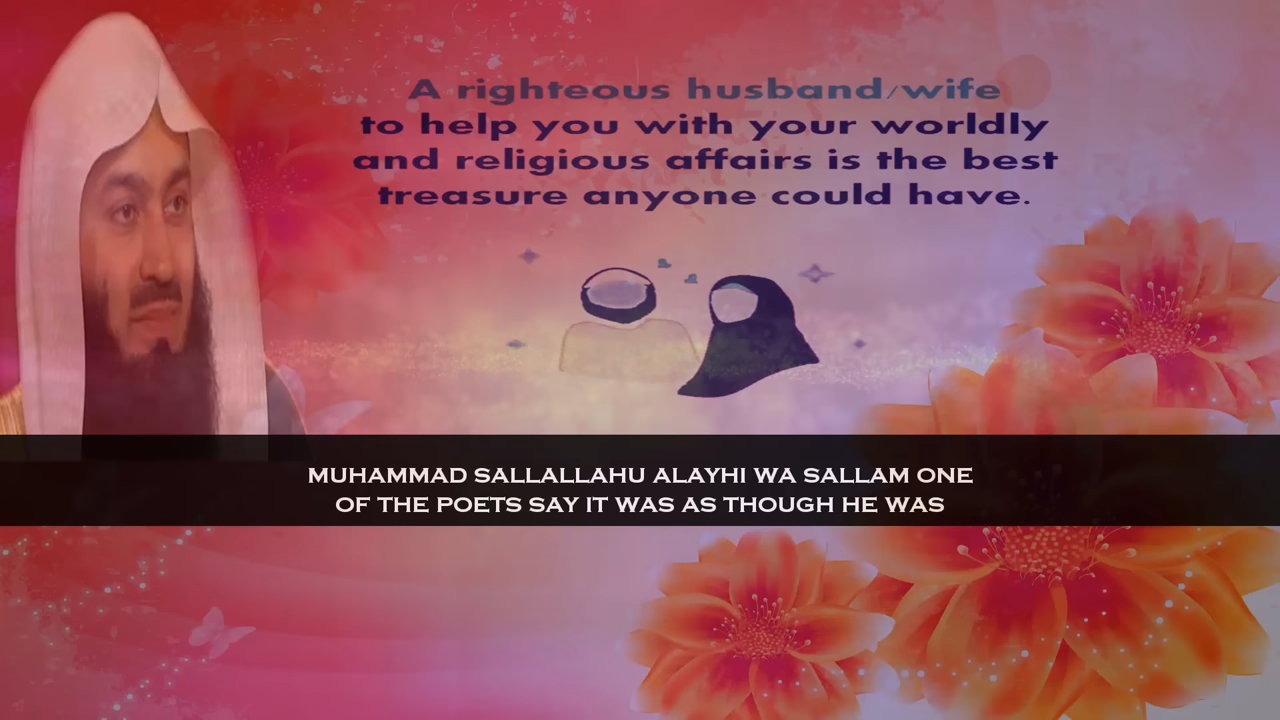 A righteous husband/wife
to help you with your worldly
and religious affairs is the best
treasure anyone could have.
MUHAMMAD SALLALLAHU ALAYHI WA SALLAM ONE
OF THE POETS SAY IT WAS AS THOUGH HE WAS